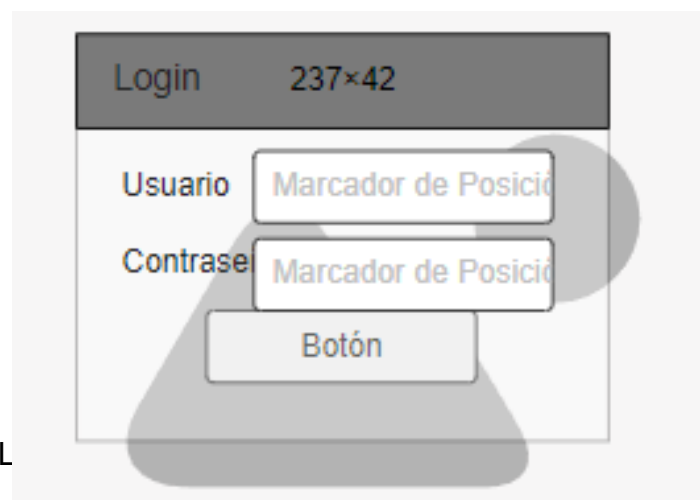 Login 237×42
Usuario Marcador de Posició
Contrase Marcador de Posició
Botón
L